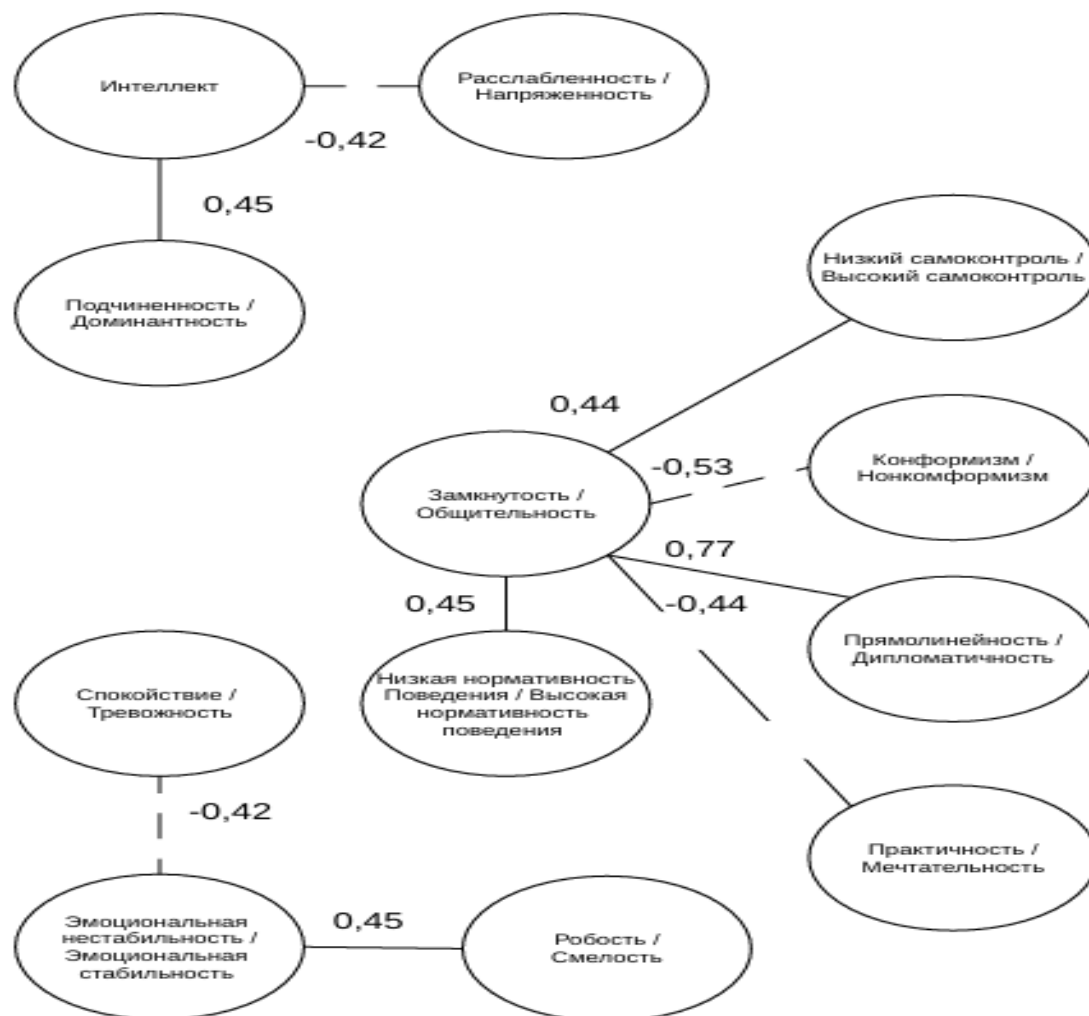 Интеллект
Расслабленность /
Напряженность
-0,42
0,45
Подчиненность /
Доминантность
Низкий самоконтроль /
Высокий самоконтроль
0,44
-0,53
Конформизм /
Нонкомформизм
Замкнутость /
Общительность
0,77
-0,44
0,45
Прямолинейность /
Дипломатичность
Низкая нормативность
Поведения / Высокая
нормативность
поведения
Спокойствие /
Тревожность
-0,42
Практичность /
Мечтательность
Эмоциональная
нестабильность /
Эмоциональная
стабильность
0,45
Робость /
Смелость